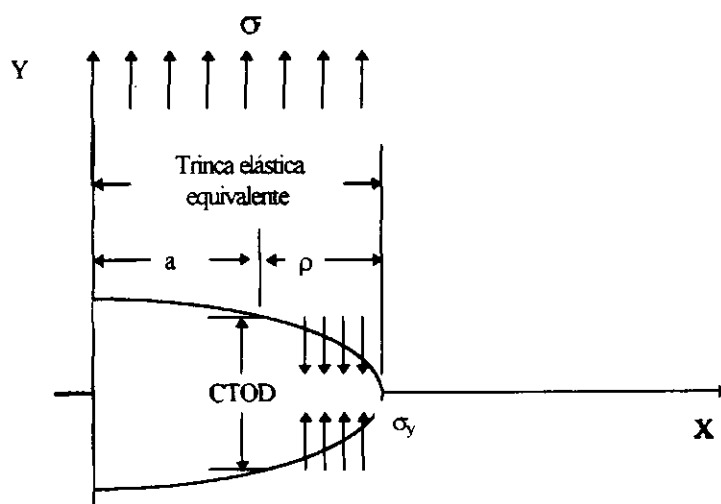 σ
Y
Trinca elástica
equivalente
a
ρ
CTOD
σy
X